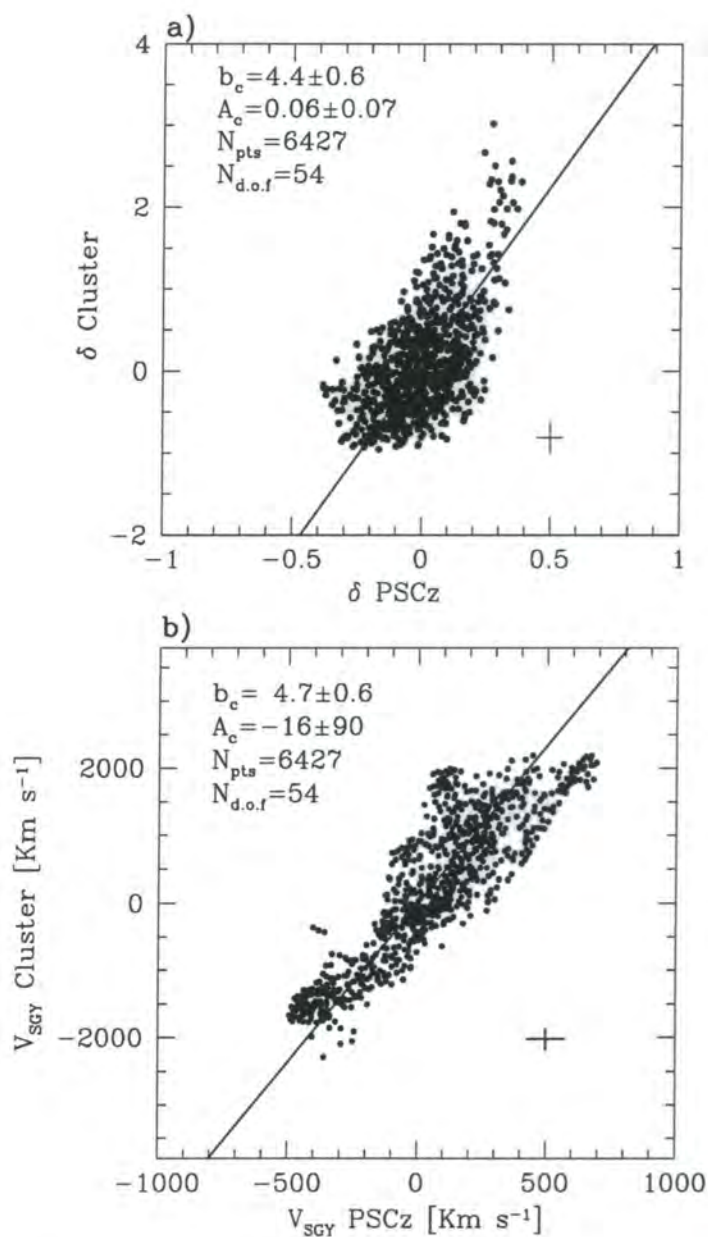 a)
b_c=4.4±0.6
A_c=0.06±0.07
N_pts=6427
N_d.o.f=54
4
2
0
-2
δ Cluster
-1
-0.5
0
0.5
1
δ PSCz
b)
b_c= 4.7±0.6
A_c=-16±90
N_pts=6427
N_d.o.f=54
2000
0
-2000
V_SGY Cluster [Km s⁻¹]
-1000
-500
0
500
1000
V_SGY PSCz [Km s⁻¹]